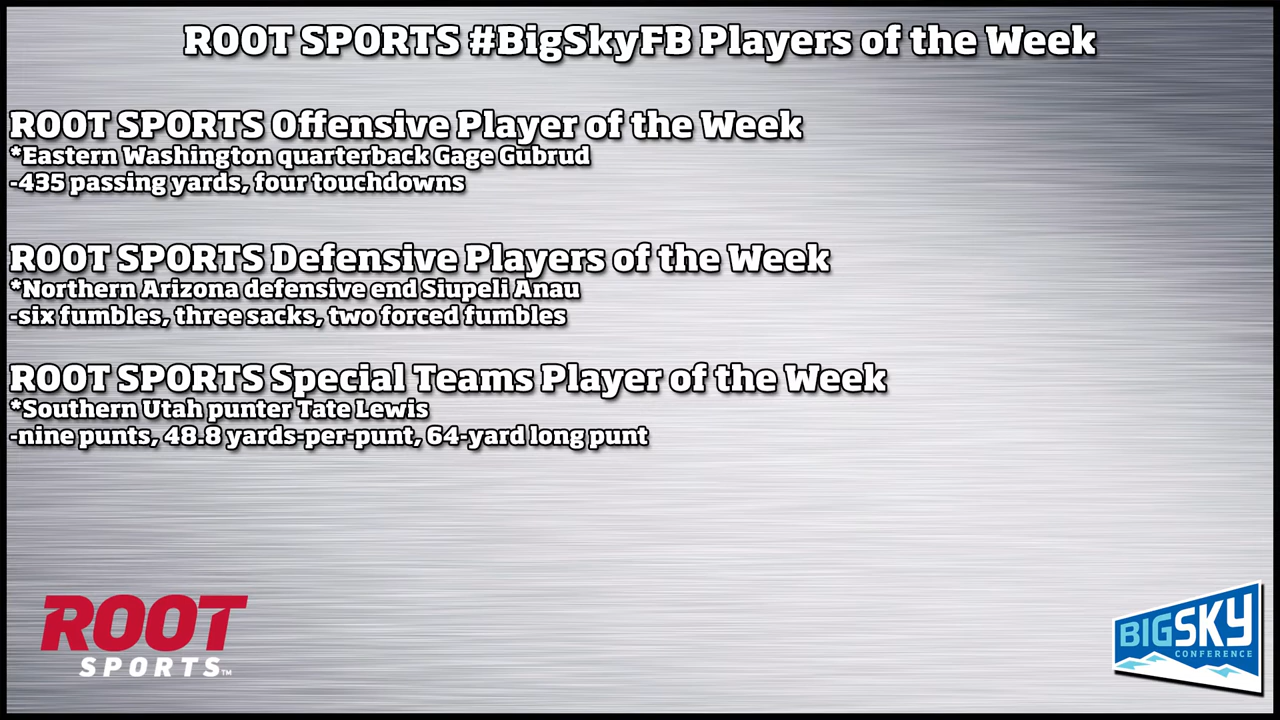 ROOT SPORTS #BigSkyFB Players of the Week
ROOT SPORTS Offensive Player of the Week
*Eastern Washington quarterback Gage Gubrud
-435 passing yards, four touchdowns
ROOT SPORTS Defensive Players of the Week
*Northern Arizona defensive end Siupeli Anau
-six fumbles, three sacks, two forced fumbles
ROOT SPORTS Special Teams Player of the Week
*Southern Utah punter Tate Lewis
-nine punts, 48.8 yards-per-punt, 64-yard long punt
ROOT
SPORTS™
BIGSKY
CONFERENCE